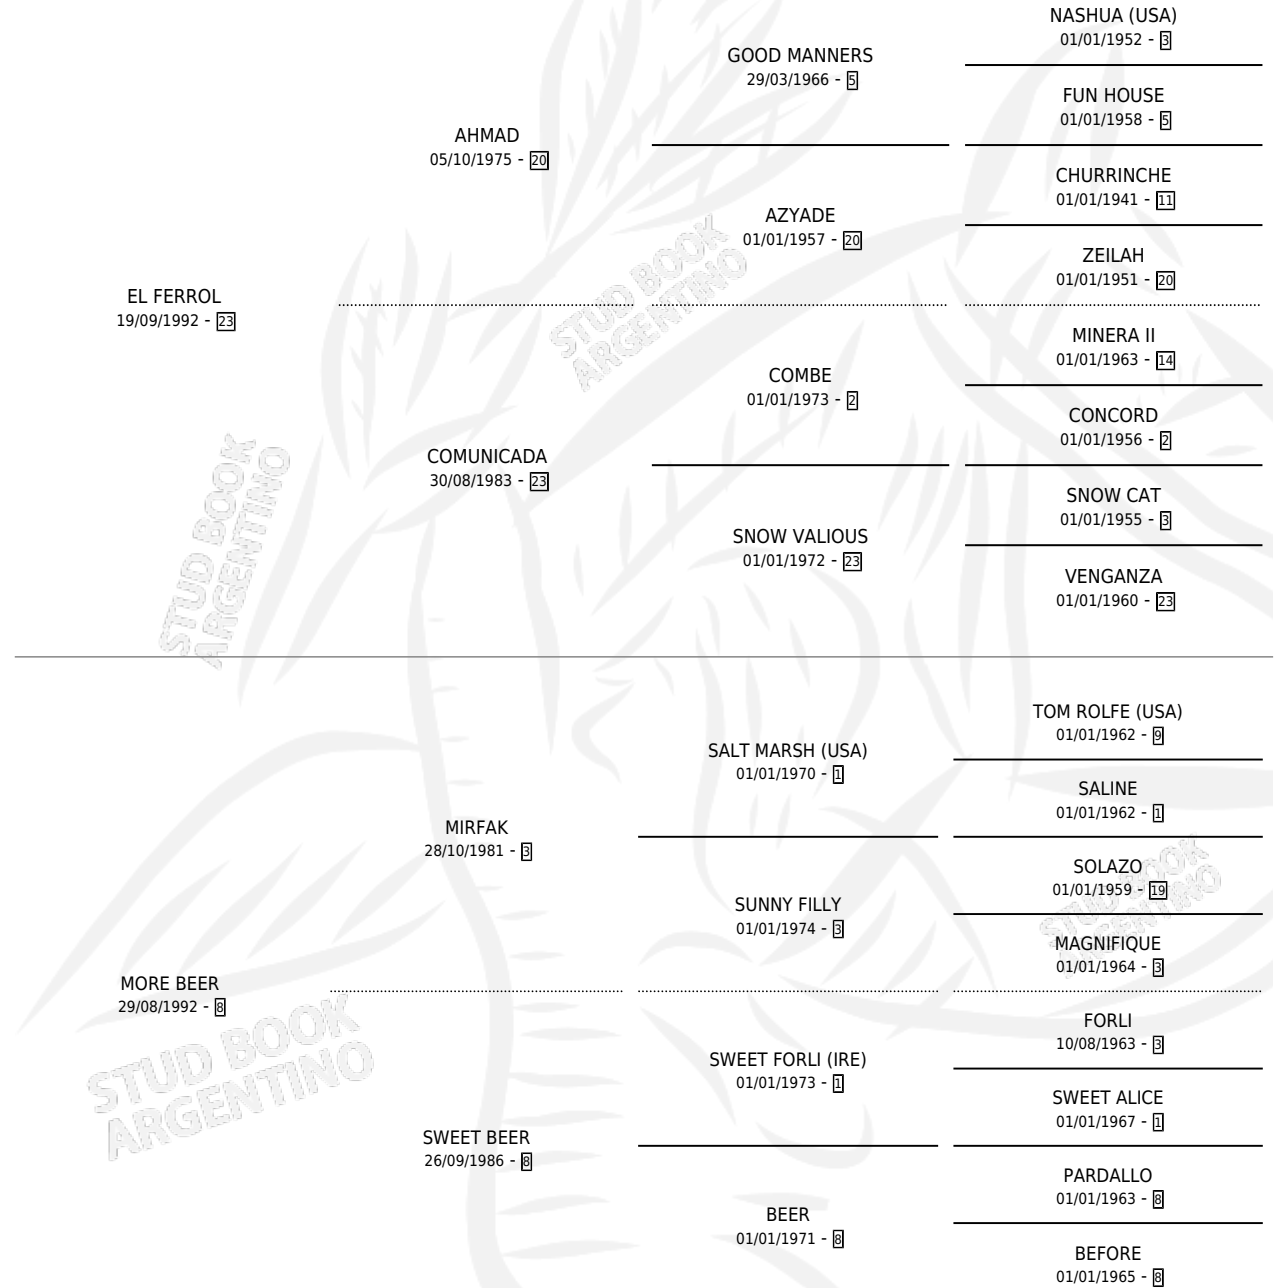 NASHUA (USA)
01/01/1952 - 3
GOOD MANNERS
29/03/1966 - 5
FUN HOUSE
01/01/1958 - 5
AHMAD
05/10/1975 - 20
CHURRINCHE
01/01/1941 - 11
AZYADE
01/01/1957 - 20
ZEILAH
01/01/1951 - 20
EL FERROL
19/09/1992 - 23
MINERA II
01/01/1963 - 14
COMBE
01/01/1973 - 2
CONCORD
01/01/1956 - 2
COMUNICADA
30/08/1983 - 23
SNOW CAT
01/01/1955 - 3
SNOW VALIOUS
01/01/1972 - 23
VENGANZA
01/01/1960 - 23
STUD BOOK
ARGENTINO
STUD BOOK
ARGENTINO
TOM ROLFE (USA)
01/01/1962 - 9
SALT MARSH (USA)
01/01/1970 - 1
SALINE
01/01/1962 - 1
MIRFAK
28/10/1981 - 3
SOLAZO
01/01/1959 - 19
SUNNY FILLY
01/01/1974 - 3
MAGNIFIQUE
01/01/1964 - 3
MORE BEER
29/08/1992 - 8
FORLI
10/08/1963 - 3
SWEET FORLI (IRE)
01/01/1973 - 1
SWEET ALICE
01/01/1967 - 1
SWEET BEER
26/09/1986 - 8
PARDALLO
01/01/1963 - 8
BEER
01/01/1971 - 8
BEFORE
01/01/1965 - 8
STUD BOOK
ARGENTINO
STUD BOOK
ARGENTINO